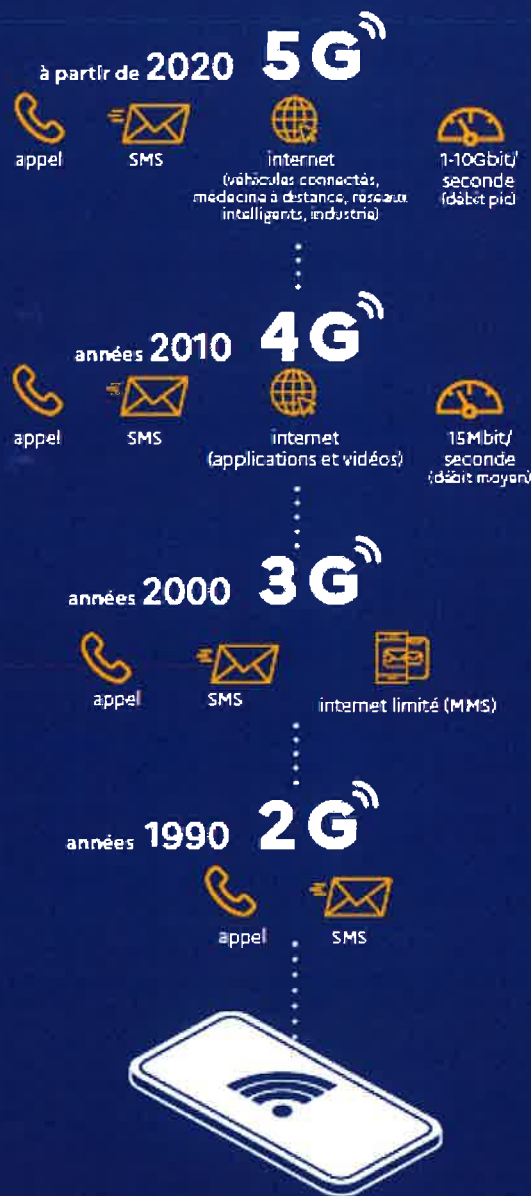 à partir de 2020 5G
appel
SMS
internet
(véhicules connectés,
médecine à distance, réseaux
intelligents, industrie)
1-10Gbit/
seconde
(débit pic)
années 2010 4G
appel
SMS
internet
(applications et vidéos)
15Mbit/
seconde
(débit moyen)
années 2000 3G
appel
SMS
internet limité (MMS)
années 1990 2G
appel
SMS